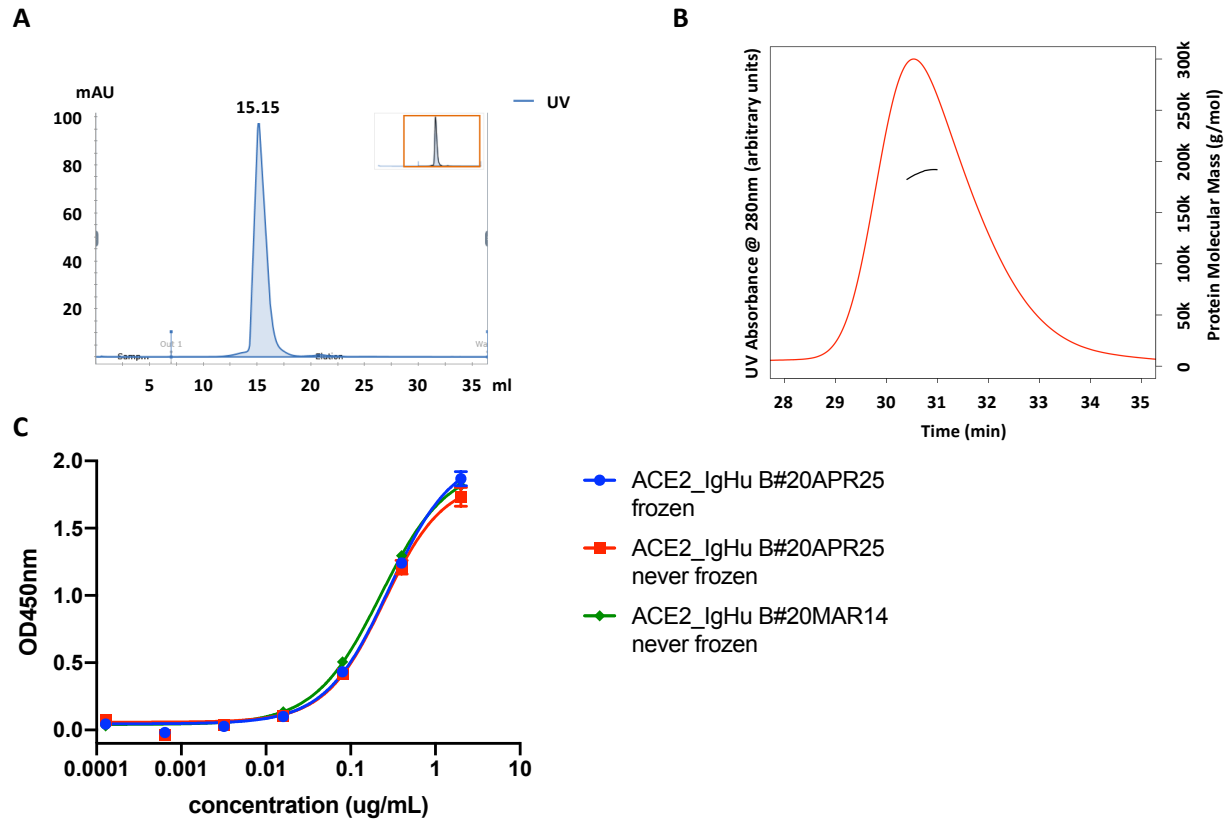 A
mAU
15.15
UV
100
80
60
40
20
Out 1
Samp...
Elution
Wa
5 10 15 20 25 30 35 ml
B
UV Absorbance @ 280nm (arbitrary units)
300k
250k
200k
150k
100k
50k
0
Protein Molecular Mass (g/mol)
28 29 30 31 32 33 34 35
Time (min)
C
2.0
1.5
1.0
0.5
0.0
OD450nm
0.0001 0.001 0.01 0.1 1 10
concentration (ug/mL)
ACE2_IgHu B#20APR25
frozen
ACE2_IgHu B#20APR25
never frozen
ACE2_IgHu B#20MAR14
never frozen